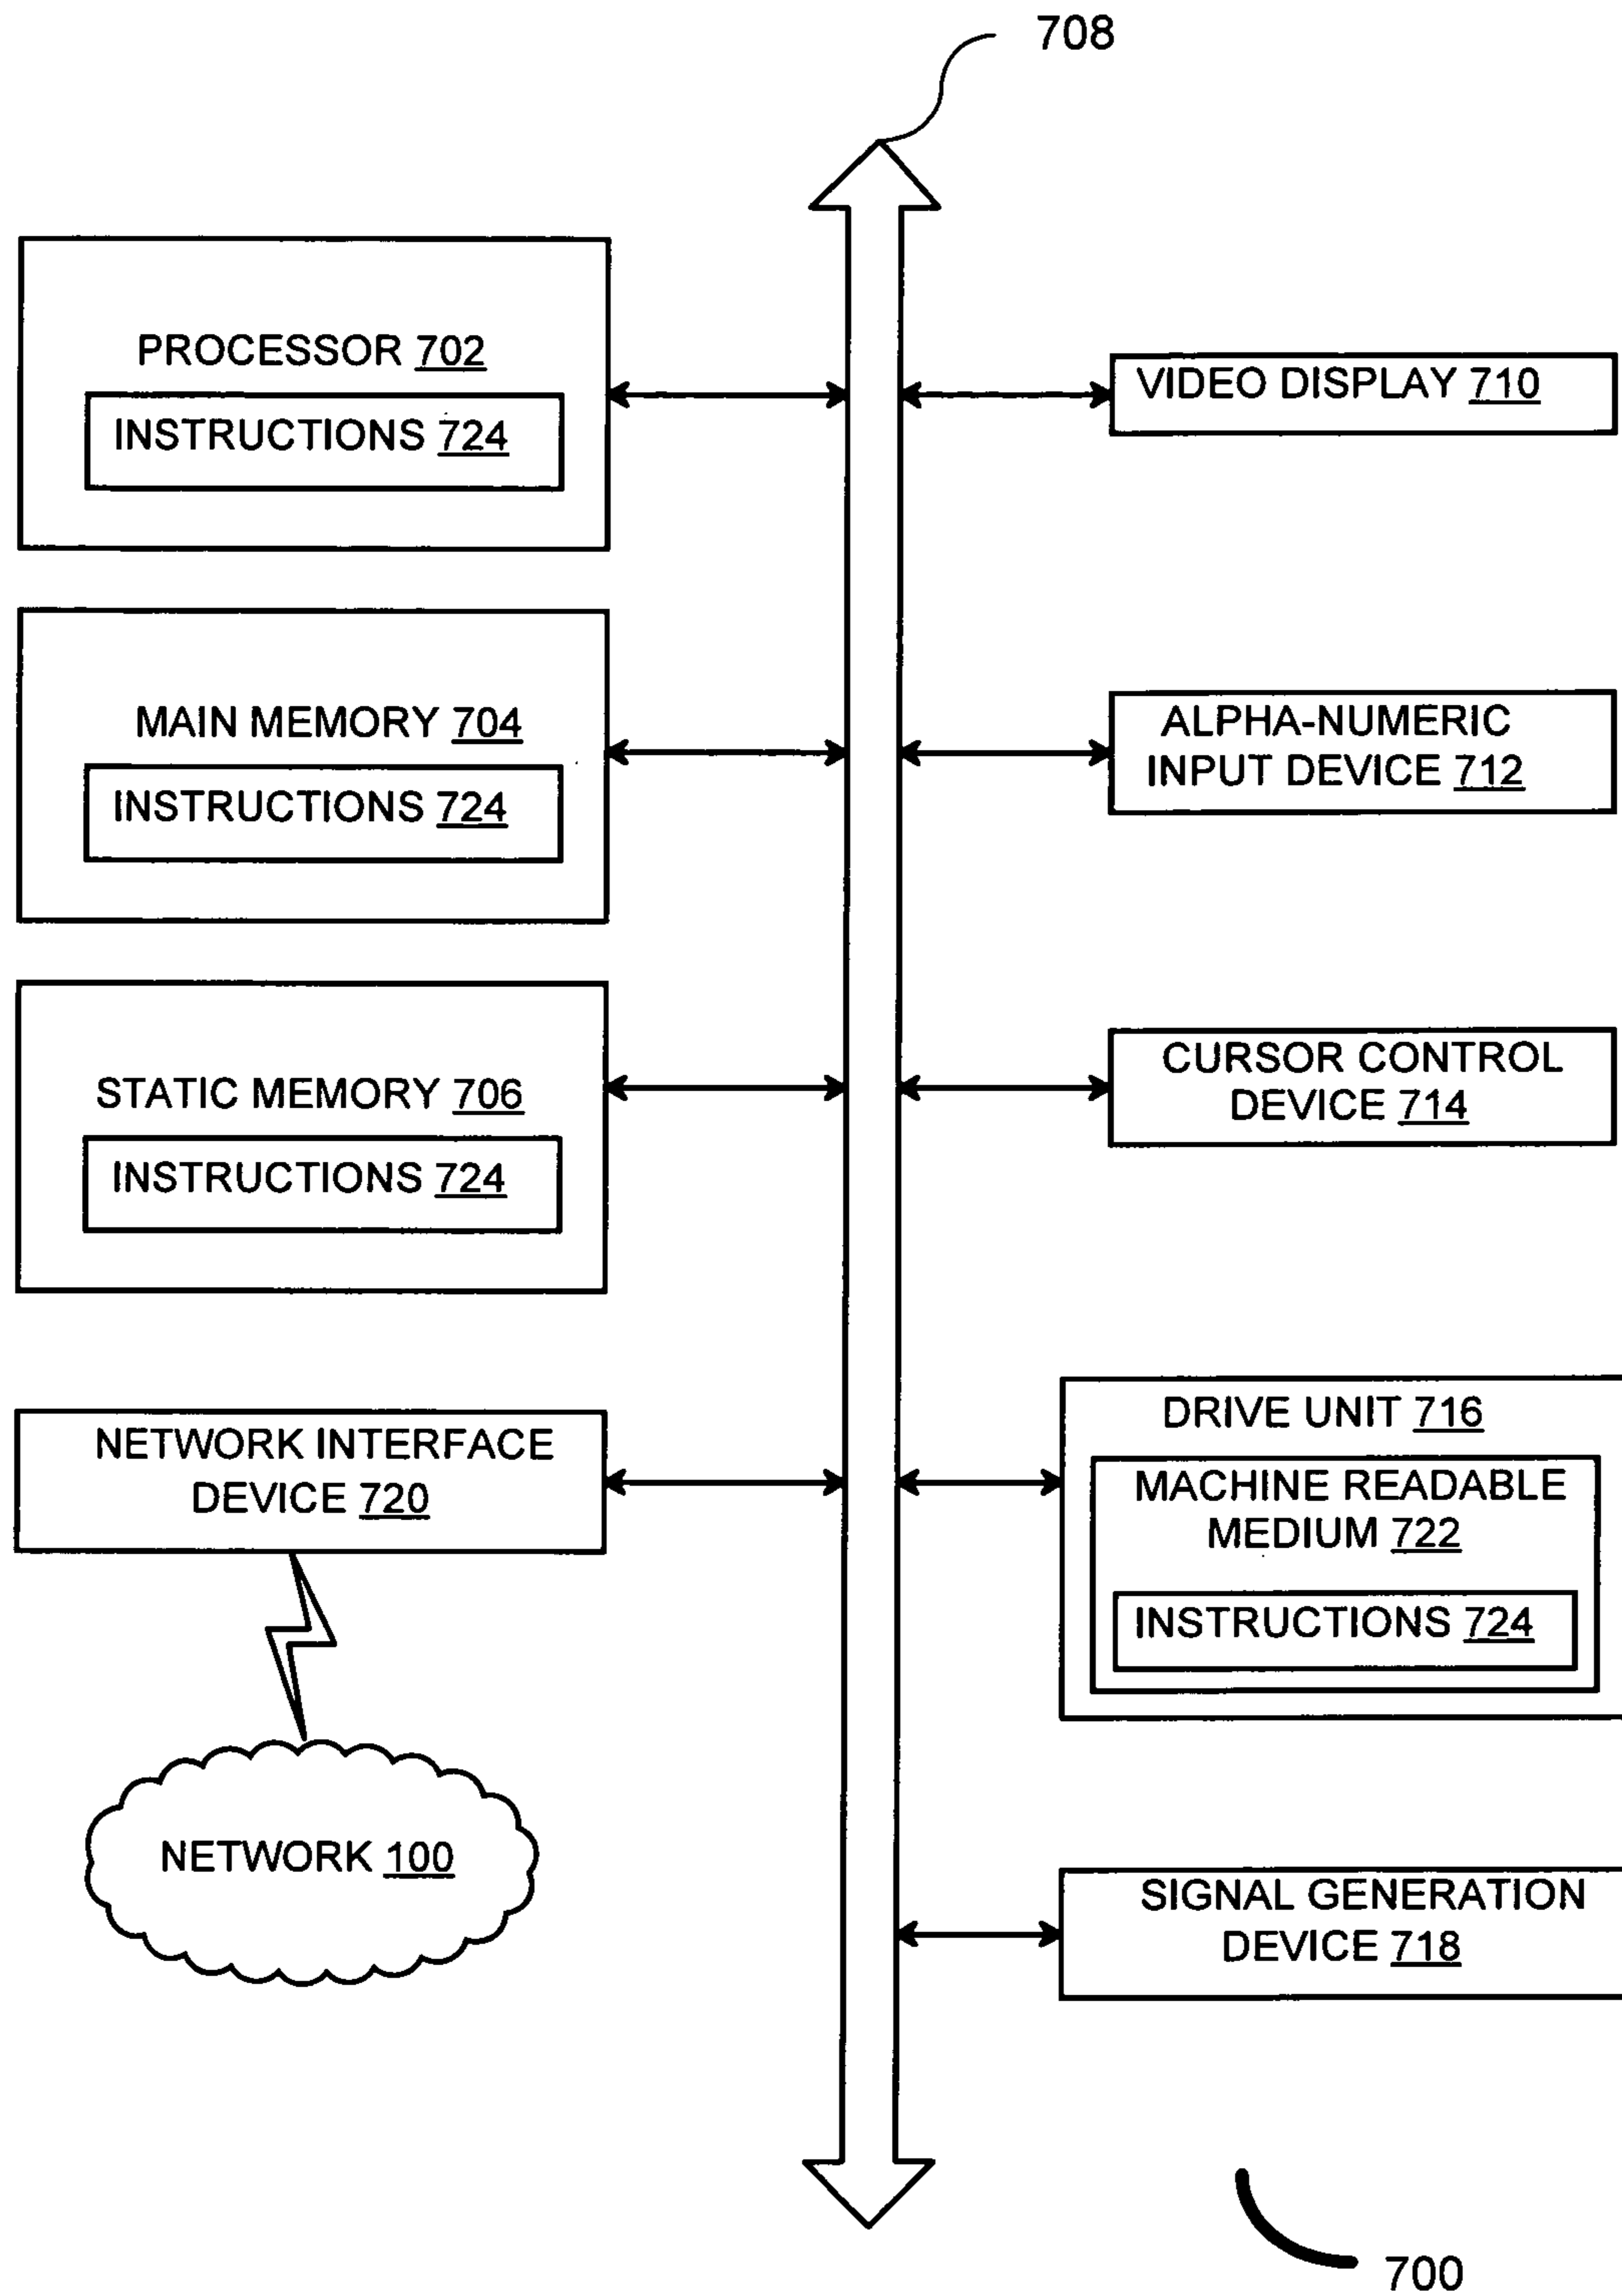 708
PROCESSOR 702
INSTRUCTIONS 724
VIDEO DISPLAY 710
MAIN MEMORY 704
INSTRUCTIONS 724
ALPHA-NUMERIC
INPUT DEVICE 712
STATIC MEMORY 706
INSTRUCTIONS 724
CURSOR CONTROL
DEVICE 714
NETWORK INTERFACE
DEVICE 720
DRIVE UNIT 716
MACHINE READABLE
MEDIUM 722
INSTRUCTIONS 724
NETWORK 100
SIGNAL GENERATION
DEVICE 718
700